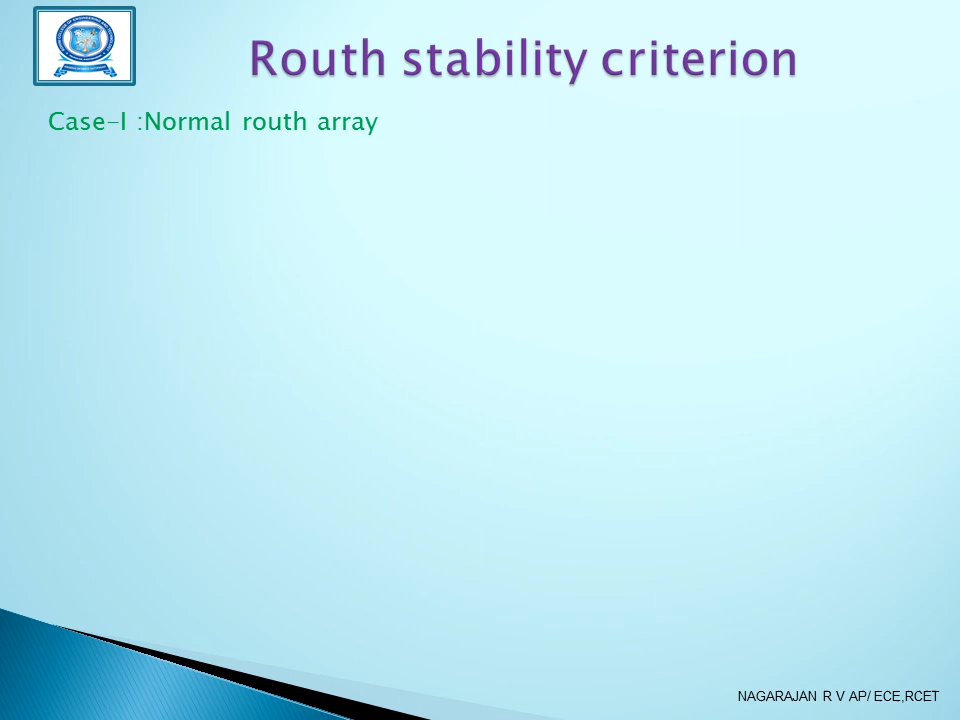 Routh stability criterion
Case-I :Normal routh array
NAGARAJAN R V AP/ ECE,RCET